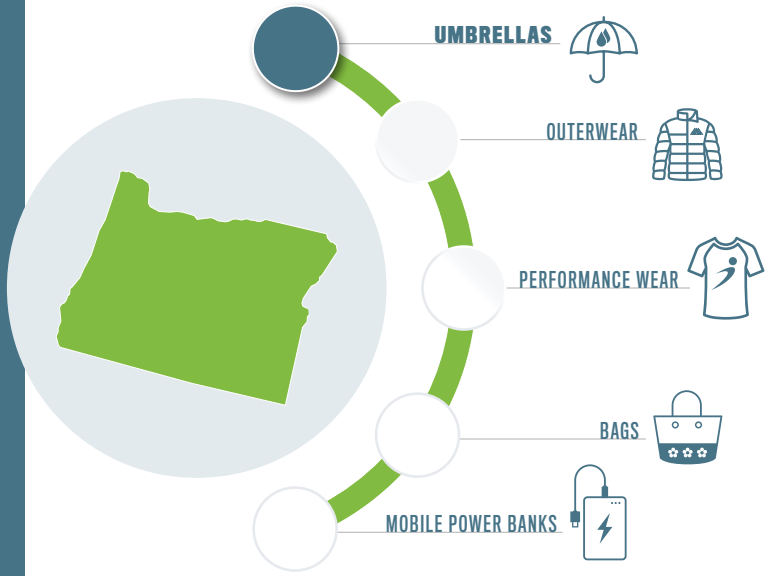 UMBRELLAS
OUTERWEAR
PERFORMANCE WEAR
BAGS
MOBILE POWER BANKS